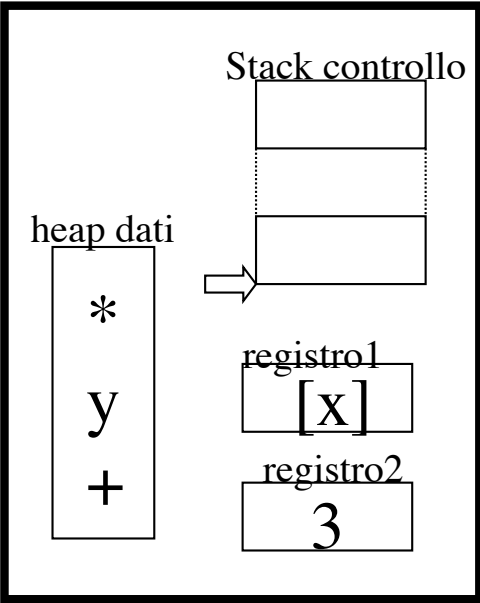 Stack controllo
heap dati
*
y
+
registro1
[x]
registro2
3